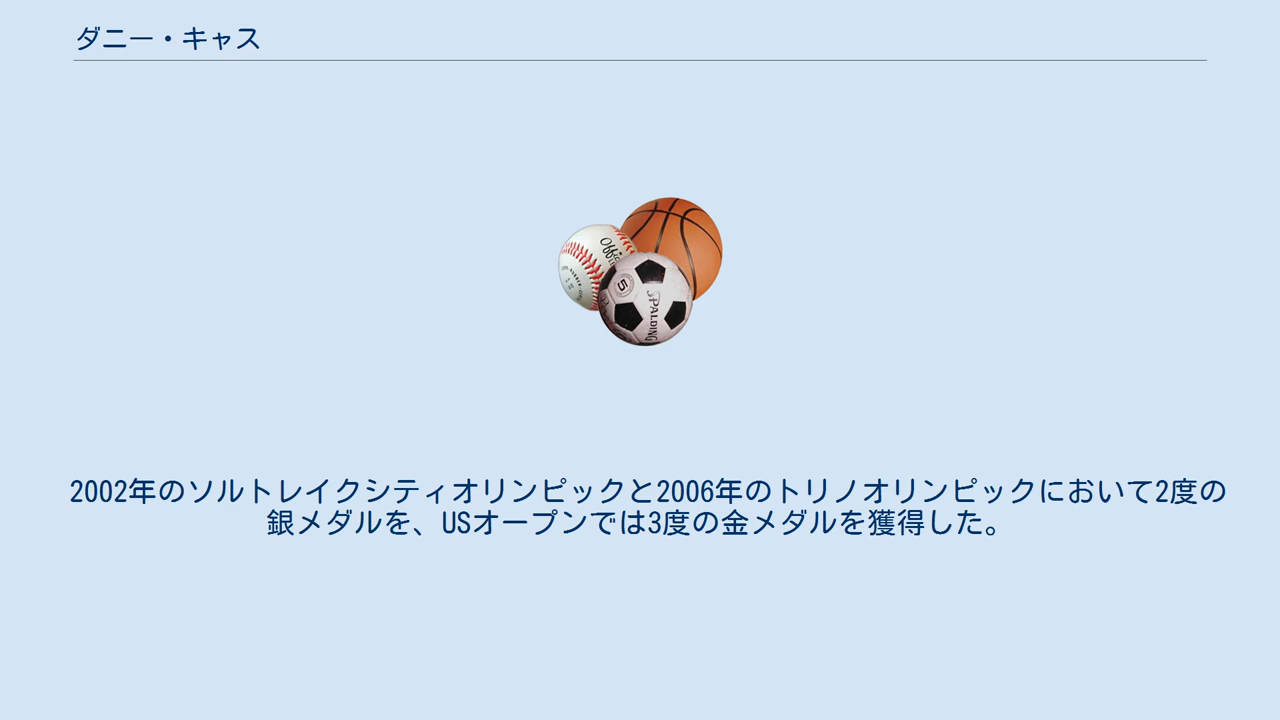 ダニー・キャス
Offic
5
SPALDING
2002年のソルトレイクシティオリンピックと2006年のトリノオリンピックにおいて2度の
銀メダルを、USオープンでは3度の金メダルを獲得した。